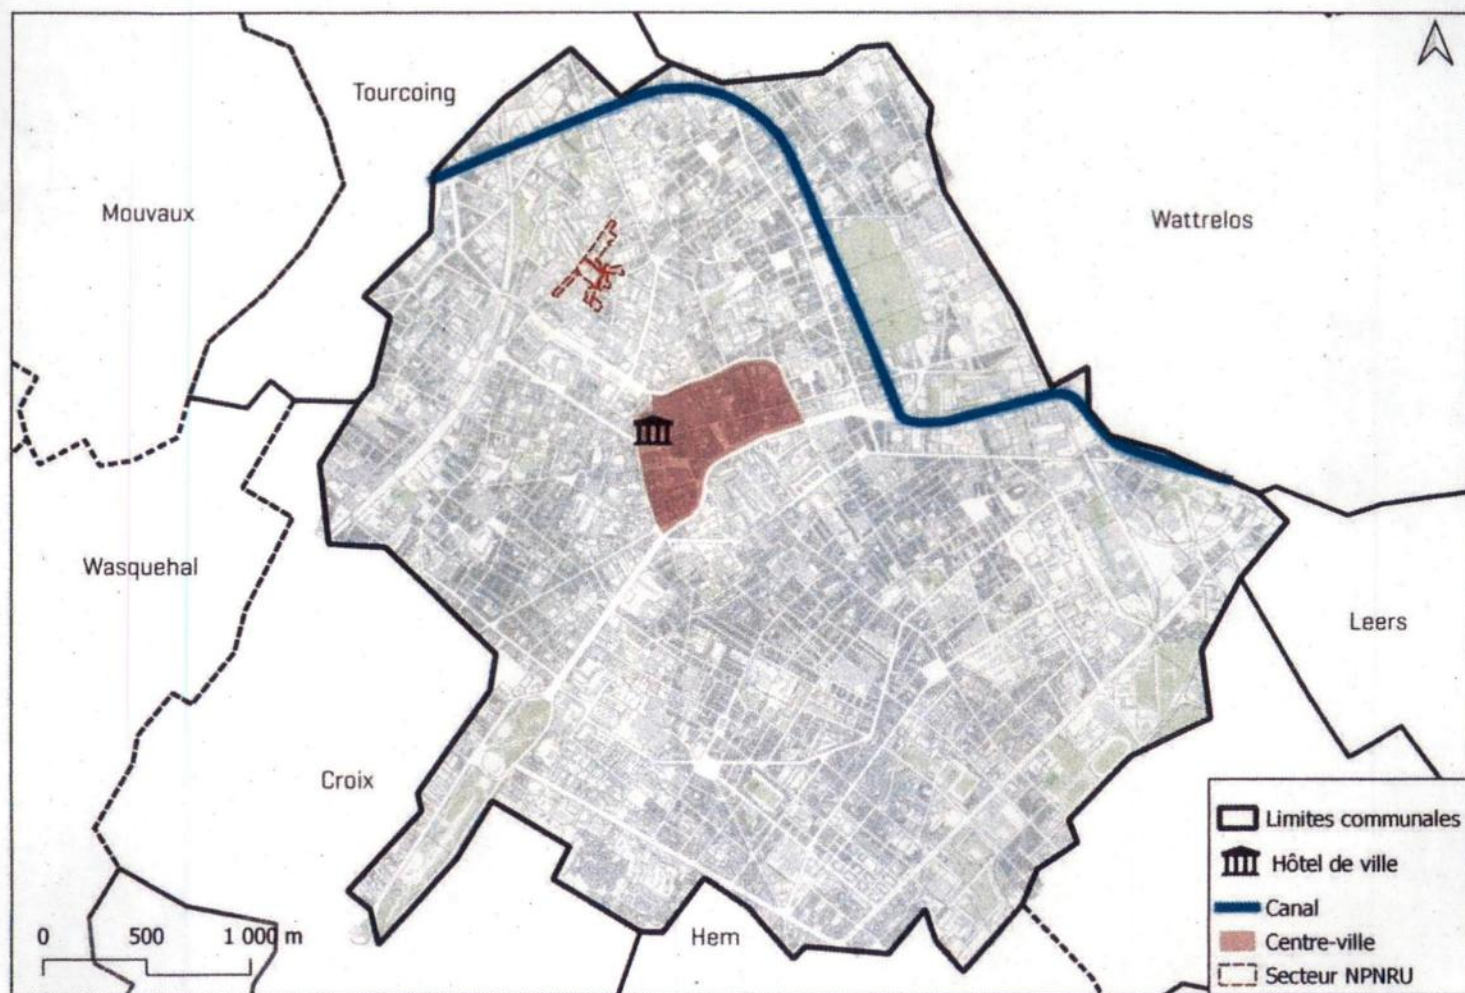 Tourcoing
Mouvaux
Wattrelos
Wasquehal
Leers
Croix
Hem
0 500 1 000 m
Limites communales
Hôtel de ville
Canal
Centre-ville
Secteur NPNRU